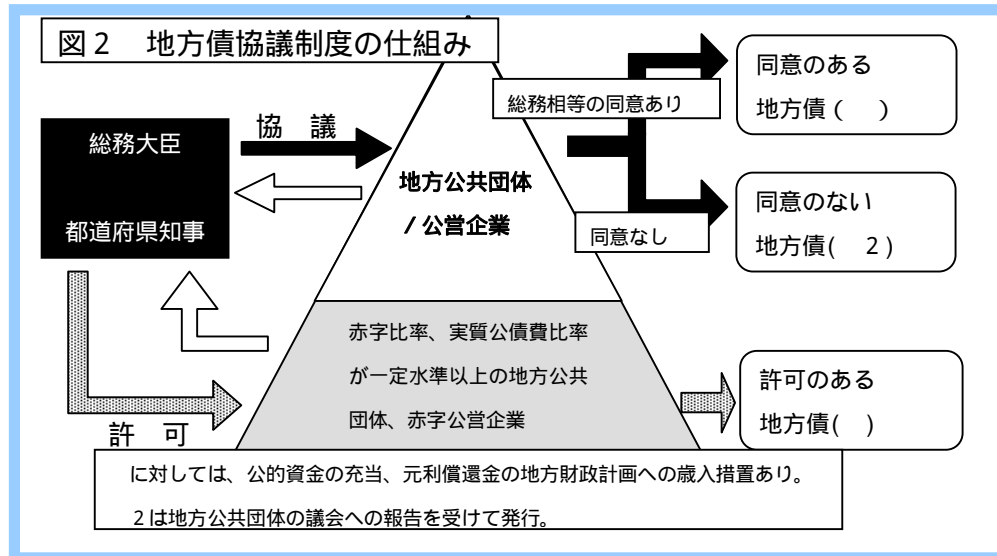 図2 地方債協議制度の仕組み
総務大臣
都道府県知事
協 議
地方公共団体
/公営企業
総務相等の同意あり
同意なし
同意のある
地方債( )
同意のない
地方債( 2)
赤字比率、実質公債費比率
が一定水準以上の地方公共
団体、赤字公営企業
許 可
許可のある
地方債( )
に対しては、公的資金の充当、元利償還金の地方財政計画への歳入措置あり。
2は地方公共団体の議会への報告を受けて発行。